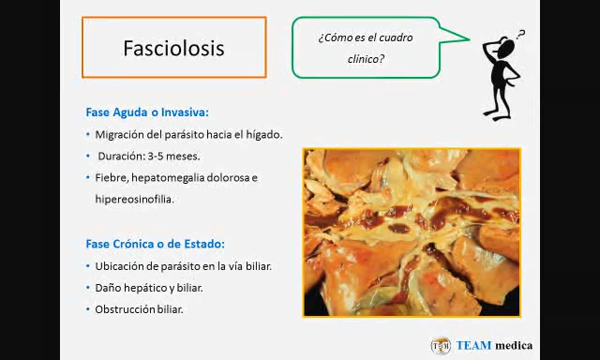 Fasciolosis
¿Cómo es el cuadro
clínico?
?
Fase Aguda o Invasiva:
• Migración del parásito hacia el hígado.
• Duración: 3-5 meses.
• Fiebre, hepatomegalia dolorosa e
hipereosinofilia.
Fase Crónica o de Estado:
• Ubicación de parásito en la vía biliar.
• Daño hepático y biliar.
• Obstrucción biliar.
TEAM medica